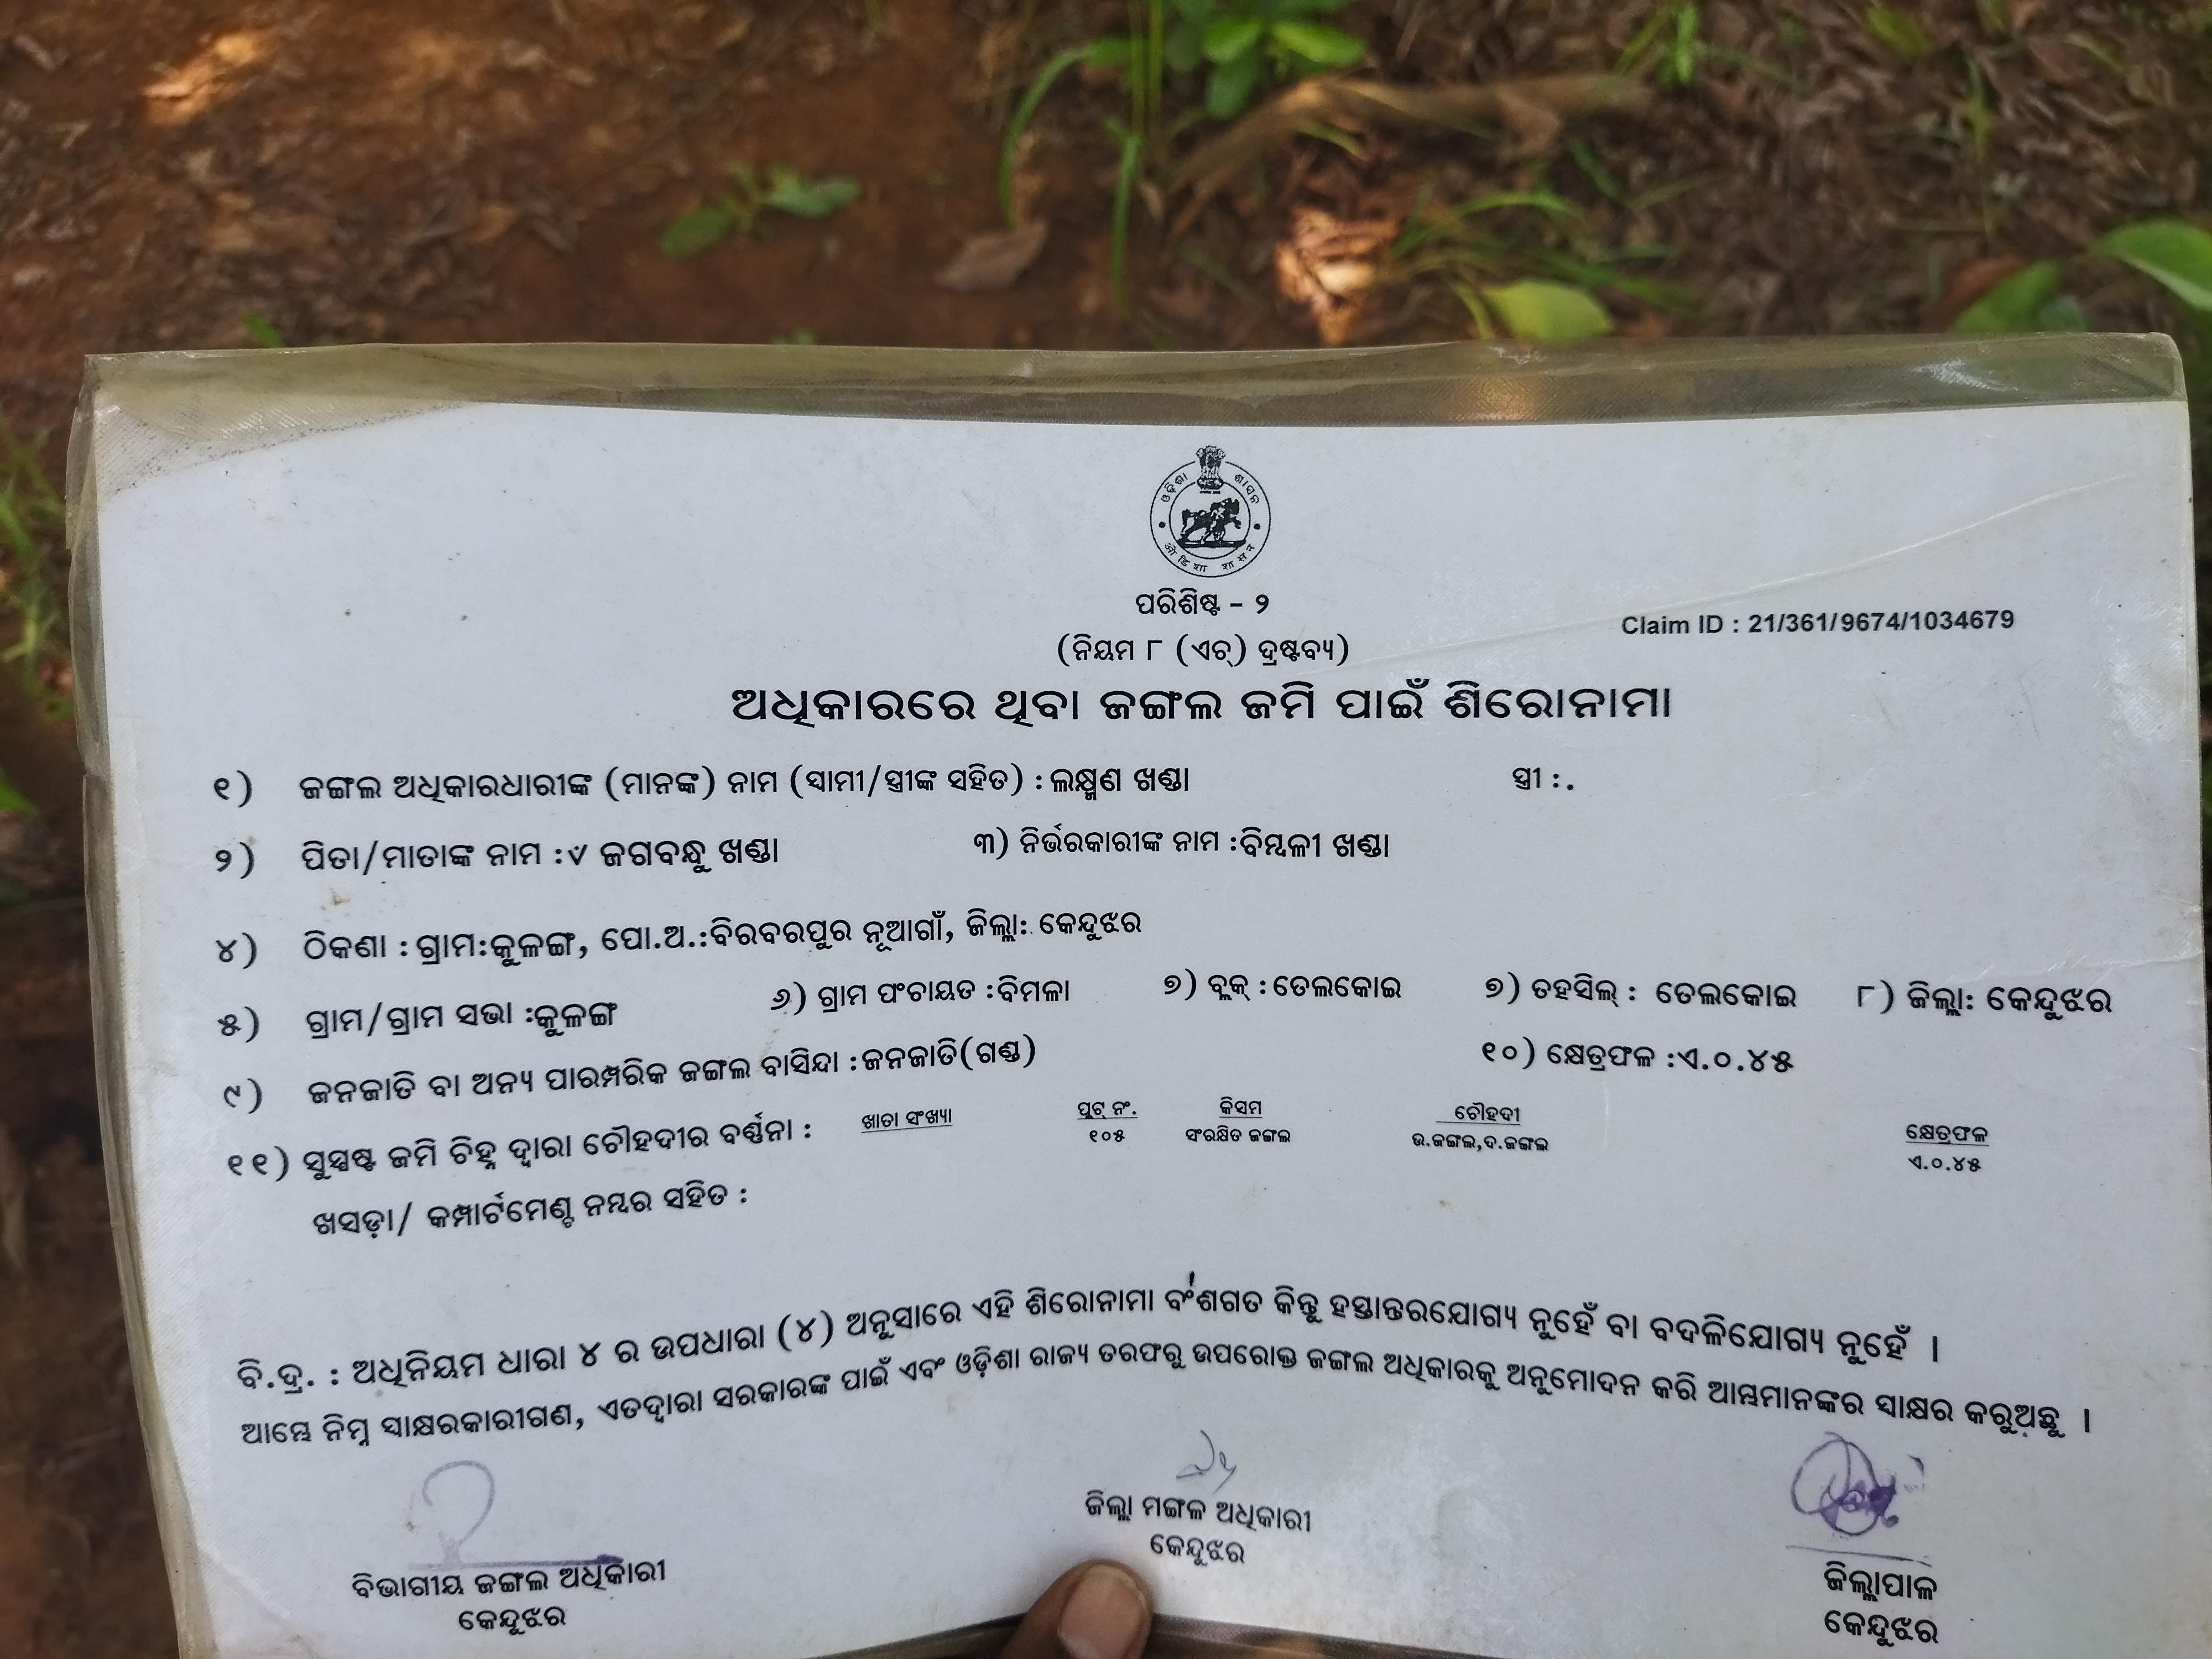 ଓଡ଼ିଶା ଶାସନ
ओडिशा शासन
ପରିଶିଷ୍ଟ - ୨
Claim ID : 21/361/9674/1034679
(ନିୟମ ୮ (ଏଚ୍) ଦ୍ରଷ୍ଟବ୍ୟ)
ଅଧିକାରରେ ଥିବା ଜଙ୍ଗଲ ଜମି ପାଇଁ ଶିରୋନାମା
୧) ଜଙ୍ଗଲ ଅଧିକାରଧାରୀଙ୍କ (ମାନଙ୍କ) ନାମ (ସ୍ୱାମୀ/ସ୍ତ୍ରୀଙ୍କ ସହିତ) : ଲକ୍ଷ୍ମଣ ଖଣ୍ଡା ସ୍ତ୍ରୀ : .
୨) ପିତା/ମାତାଙ୍କ ନାମ : ୰ ଜଗବନ୍ଧୁ ଖଣ୍ଡା ୩) ନିର୍ଭରକାରୀଙ୍କ ନାମ :ବିମ୍ବଳୀ ଖଣ୍ଡା
୪) ଠିକଣା : ଗ୍ରାମ:କୁଳଙ୍ଗ, ପୋ.ଅ.:ବିରବରପୁର ନୂଆଗାଁ, ଜିଲ୍ଲା: କେନ୍ଦୁଝର
୫) ଗ୍ରାମ/ଗ୍ରାମ ସଭା :କୁଳଙ୍ଗ ୬) ଗ୍ରାମ ପଂଚାୟତ :ବିମଳା ୭) ବ୍ଲକ୍ : ତେଲକୋଇ ୭) ତହସିଲ୍ : ତେଲକୋଇ ୮) ଜିଲ୍ଲା: କେନ୍ଦୁଝର
୯) ଜନଜାତି ବା ଅନ୍ୟ ପାରମ୍ପରିକ ଜଙ୍ଗଲ ବାସିନ୍ଦା : ଜନଜାତି(ଗଣ୍ଡ) ୧୦) କ୍ଷେତ୍ରଫଳ :ଏ.୦.୪୫
୧୧) ସୁସ୍ପଷ୍ଟ ଜମି ଚିହ୍ନ ଦ୍ୱାରା ଚୌହଦୀର ବର୍ଣ୍ଣନା : ଖାତା ସଂଖ୍ୟା ପ୍ଲଟ୍ ନଂ. କିସମ ଚୌହଦୀ କ୍ଷେତ୍ରଫଳ
୧୦୫ ସଂରକ୍ଷିତ ଜଙ୍ଗଲ ଉ.ଜଙ୍ଗଲ,ଦ.ଜଙ୍ଗଲ ଏ.୦.୪୫
ଖସଡ଼ା/ କମ୍ପାର୍ଟମେଣ୍ଟ ନମ୍ବର ସହିତ :
ବି.ଦ୍ର. : ଅଧିନିୟମ ଧାରା ୪ ର ଉପଧାରା (୪) ଅନୁସାରେ ଏହି ଶିରୋନାମା ବଂଶଗତ କିନ୍ତୁ ହସ୍ତାନ୍ତରଯୋଗ୍ୟ ନୁହେଁ ବା ବଦଳିଯୋଗ୍ୟ ନୁହେଁ ।
ଆମ୍ଭେ ନିମ୍ନ ସାକ୍ଷରକାରୀଗଣ, ଏତଦ୍ୱାରା ସରକାରଙ୍କ ପାଇଁ ଏବଂ ଓଡ଼ିଶା ରାଜ୍ୟ ତରଫରୁ ଉପରୋକ୍ତ ଜଙ୍ଗଲ ଅଧିକାରକୁ ଅନୁମୋଦନ କରି ଆମ୍ଭମାନଙ୍କର ସ୍ୱାକ୍ଷର କରୁଅଛୁ ।
ବିଭାଗୀୟ ଜଙ୍ଗଲ ଅଧିକାରୀ
କେନ୍ଦୁଝର
ଜିଲ୍ଲା ମଙ୍ଗଳ ଅଧିକାରୀ
କେନ୍ଦୁଝର
ଜିଲ୍ଲାପାଳ
କେନ୍ଦୁଝର